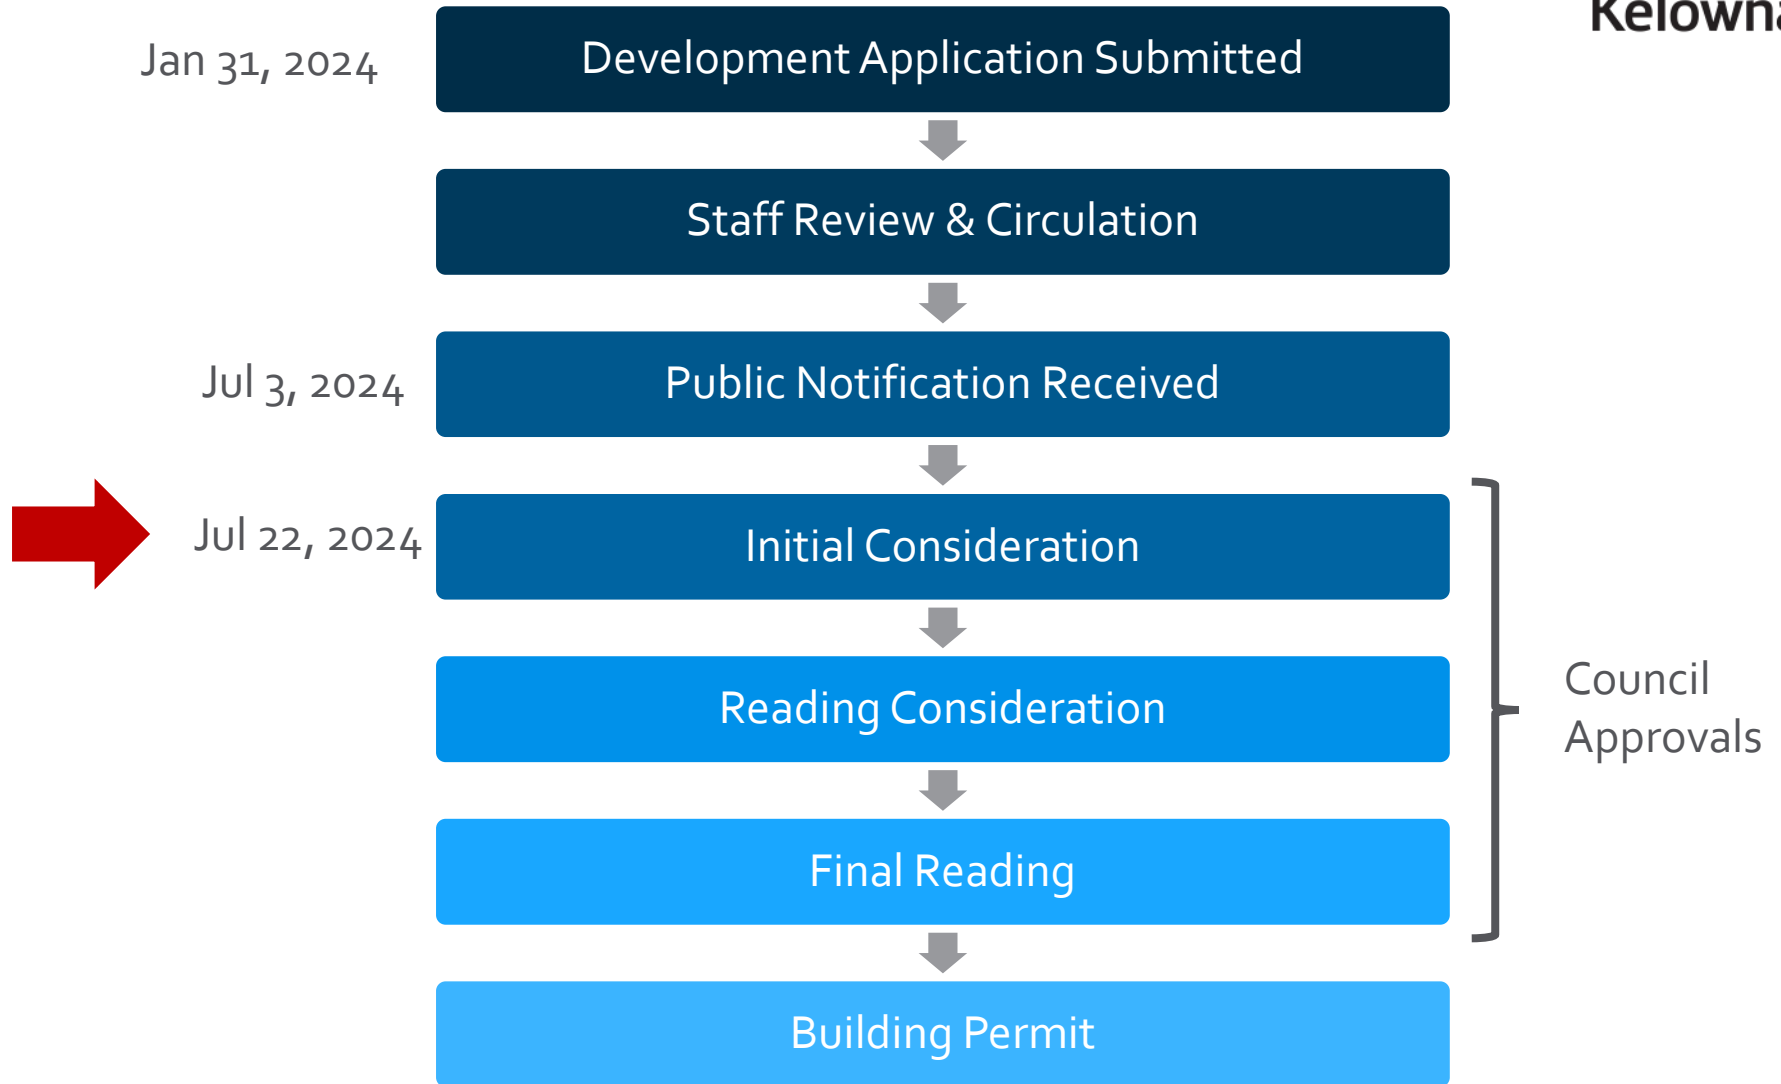 Kelowna
Jan 31, 2024
Development Application Submitted
Staff Review & Circulation
Jul 3, 2024
Public Notification Received
Jul 22, 2024
Initial Consideration
Reading Consideration
Council
Approvals
Final Reading
Building Permit